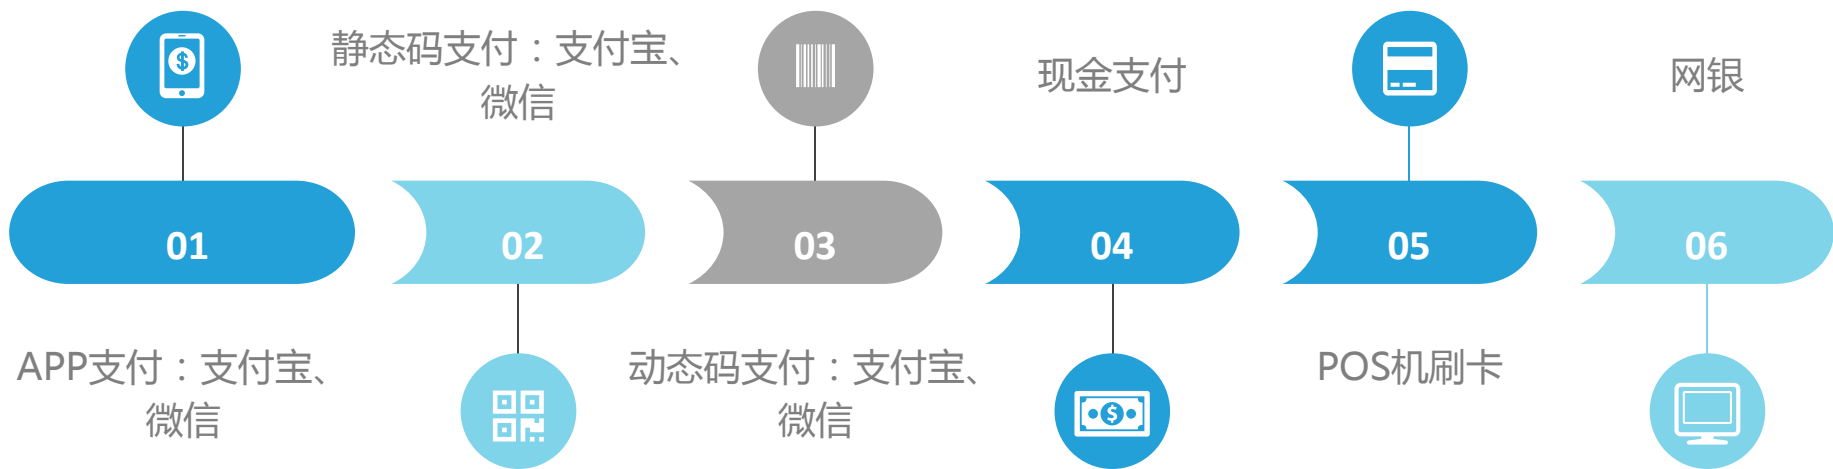 静态码支付：支付宝、
微信
现金支付
网银
01
02
03
04
05
06
APP支付：支付宝、
微信
动态码支付：支付宝、
微信
POS机刷卡